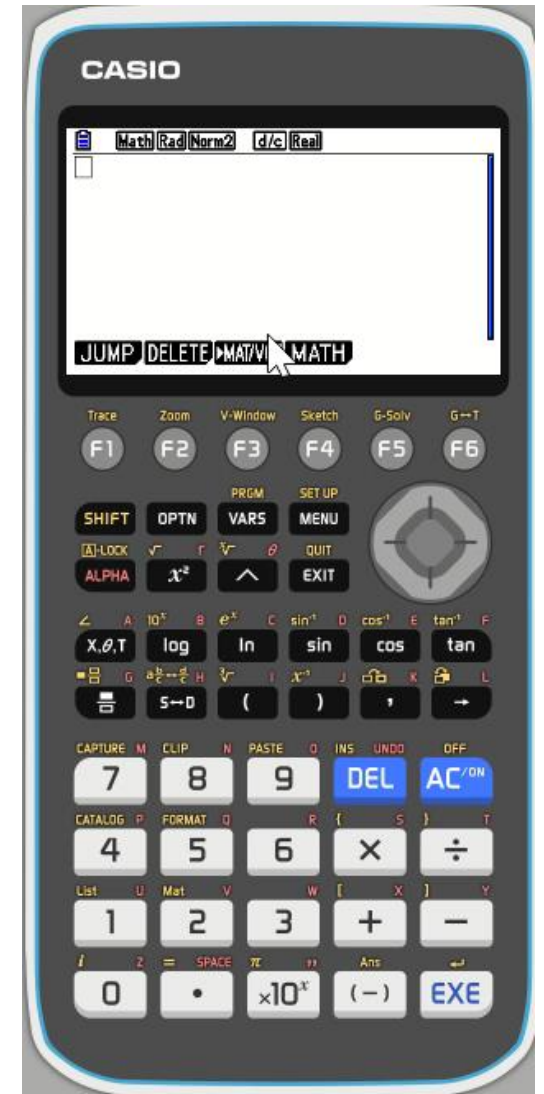 CASIO
Math Rad Norm2 d/c Real
JUMP DELETE MATH
Trace Zoom V-Window Sketch G-Solv G↔T
F1 F2 F3 F4 F5 F6
PRGM SET UP
SHIFT OPTN VARS MENU
A-LOCK √ r ∛ θ QUIT
ALPHA x² ^ EXIT
∠ A 10ˣ B eˣ C sin⁻¹ D cos⁻¹ E tan⁻¹ F
X,θ,T log ln sin cos tan
G H I x⁻¹ J K L
S↔D ( ) , →
CAPTURE M CLIP N PASTE O INS UNDO OFF
7 8 9 DEL AC/ON
CATALOG P FORMAT Q R { S } T
4 5 6 × ÷
List U Mat V W [ X ] Y
1 2 3 + −
i Z = SPACE π " Ans ↵
0 • ×10ˣ (−) EXE